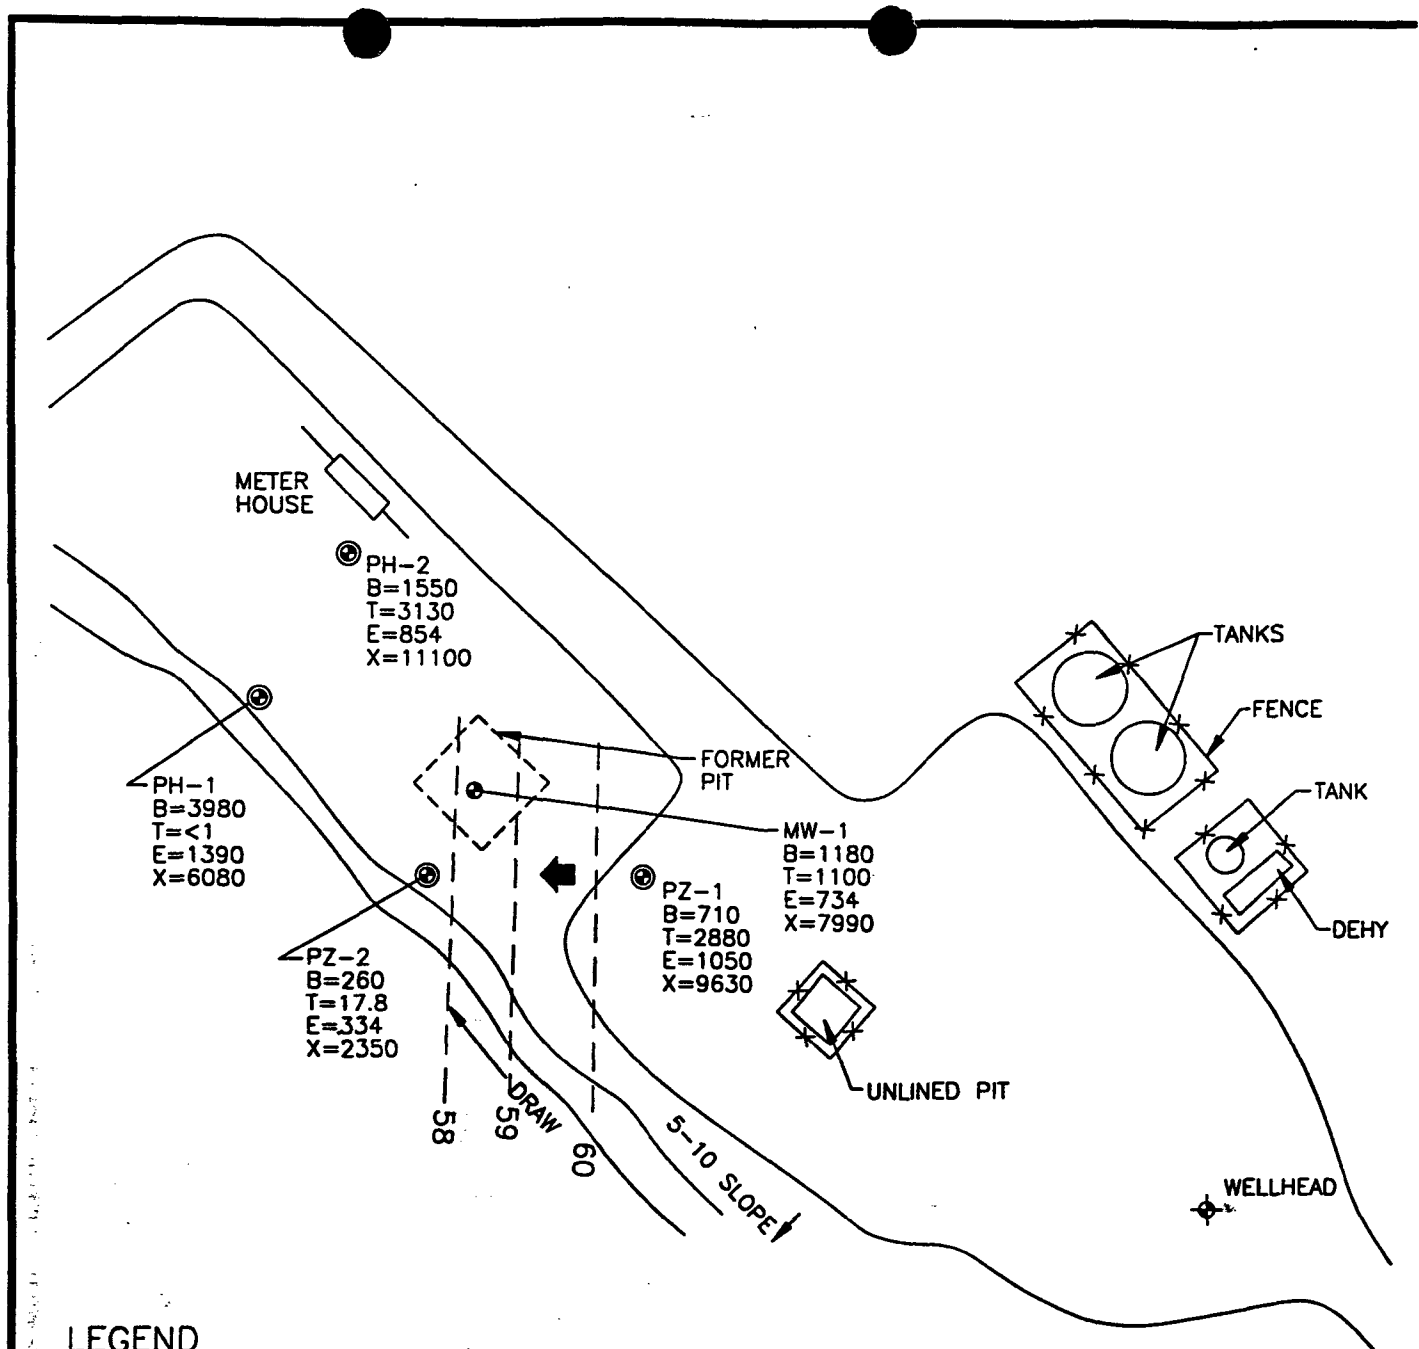 METER
HOUSE
PH-2
B=1550
T=3130
E=854
X=11100
TANKS
FENCE
FORMER
PIT
PH-1
B=3980
T=<1
E=1390
X=6080
TANK
MW-1
B=1180
T=1100
E=734
X=7990
PZ-1
B=710
T=2880
E=1050
X=9630
DEHY
PZ-2
B=260
T=17.8
E=334
X=2350
UNLINED PIT
DRAW
58
59
60
5-10 SLOPE
WELLHEAD
LEGEND